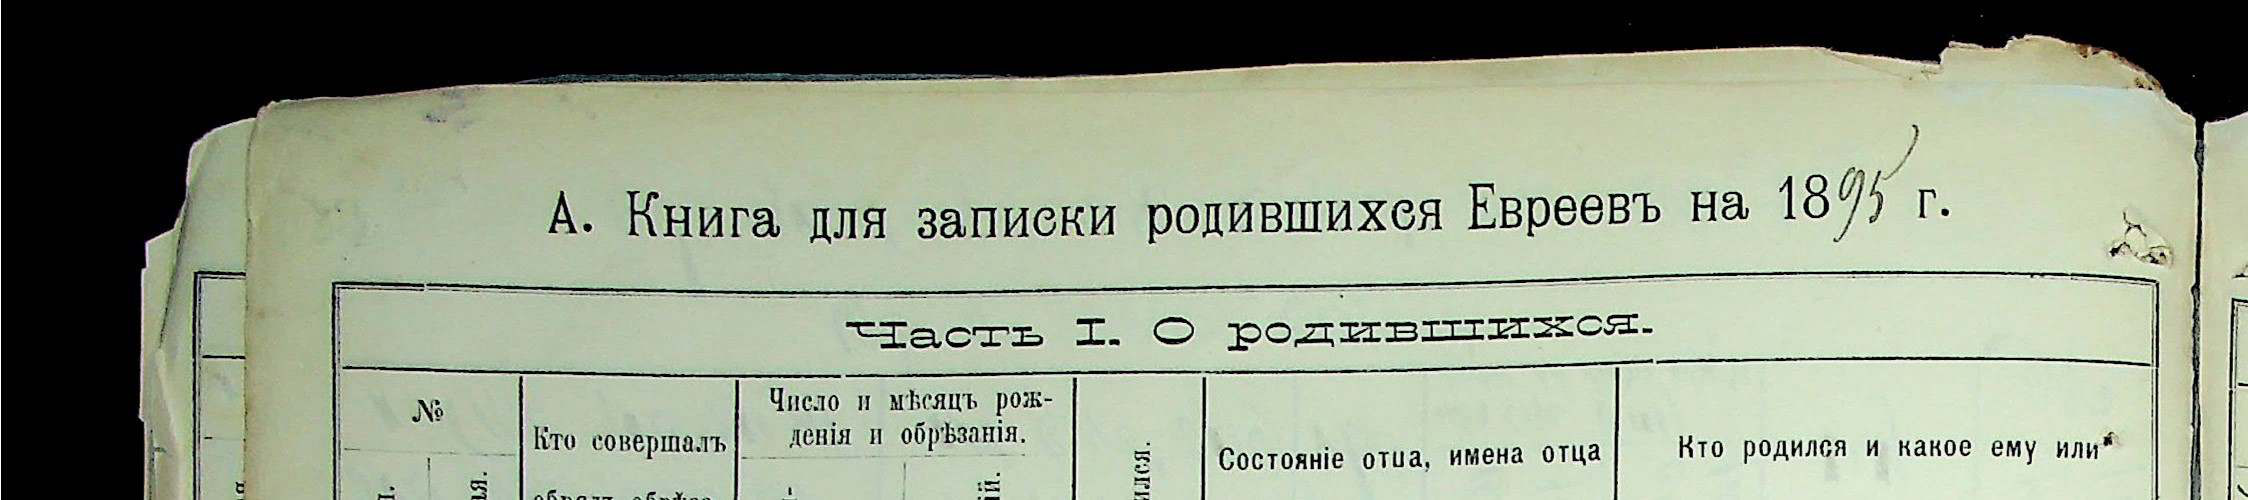 А. Книга для записки родившихся Евреевъ на 1895 г.
Часть I. О родившихся.
№
Кто совершалъ
Число и мѣсяцъ рож-
денія и обрѣзанія.
Состояніе отца, имена отца
Кто родился и какое ему или